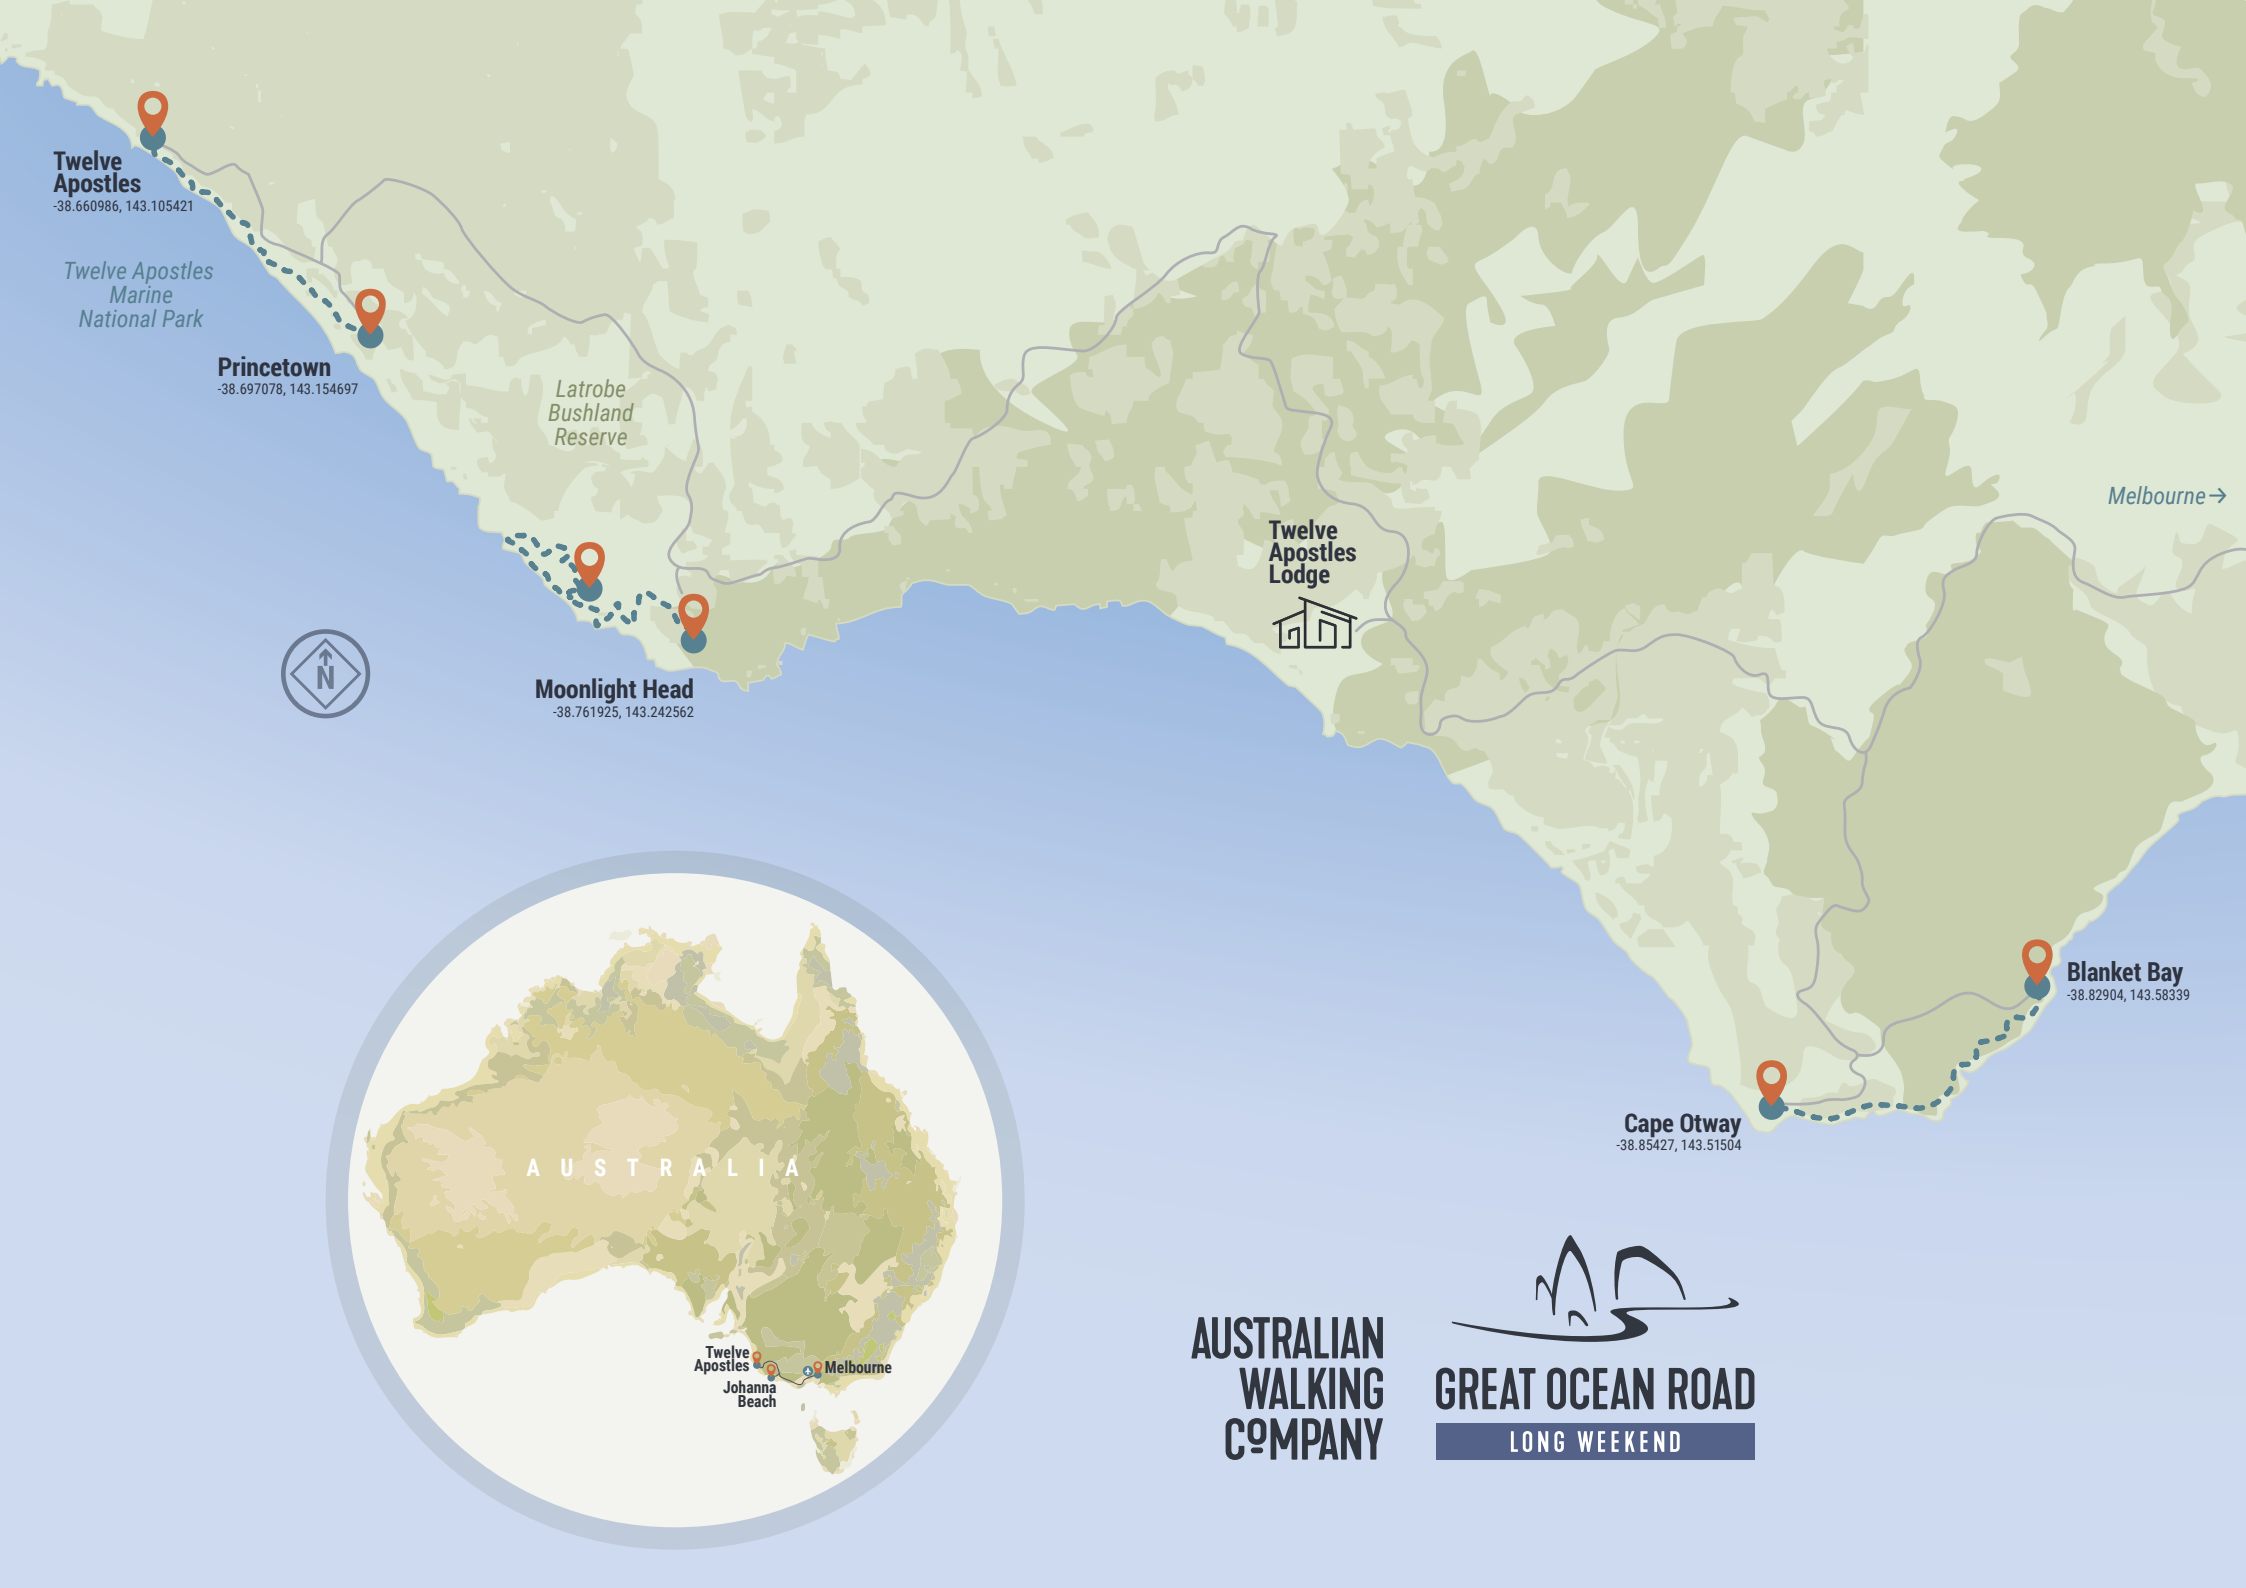 Twelve
Apostles
-38.660986, 143.105421
Twelve Apostles
Marine
National Park
Princetown
-38.697078, 143.154697
Latrobe
Bushland
Reserve
Melbourne→
Twelve
Apostles
Lodge
N
Moonlight Head
-38.761925, 143.242562
Blanket Bay
-38.82904, 143.58339
Cape Otway
-38.85427, 143.51504
AUSTRALIA
Twelve
Apostles
Melbourne
Johanna
Beach
AUSTRALIAN
WALKING
COMPANY
GREAT OCEAN ROAD
LONG WEEKEND